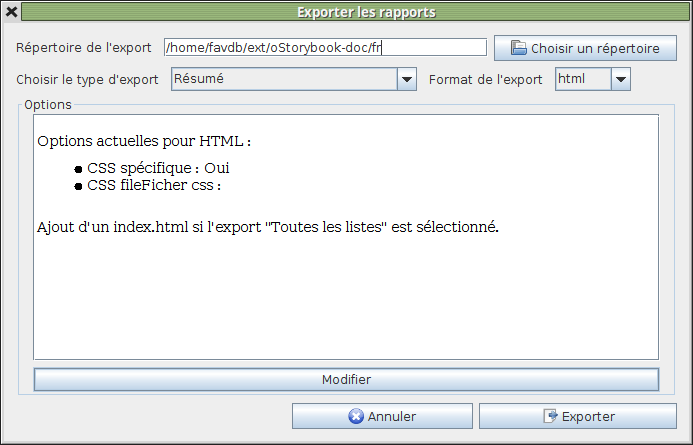 Exporter les rapports
Répertoire de l'export /home/favdb/ext/oStorybook-doc/fr Choisir un répertoire
Choisir le type d'export Résumé Format de l'export html
Options
Options actuelles pour HTML :
● CSS spécifique : Oui
● CSS fileFicher css :
Ajout d'un index.html si l'export "Toutes les listes" est sélectionné.
Modifier
Annuler Exporter